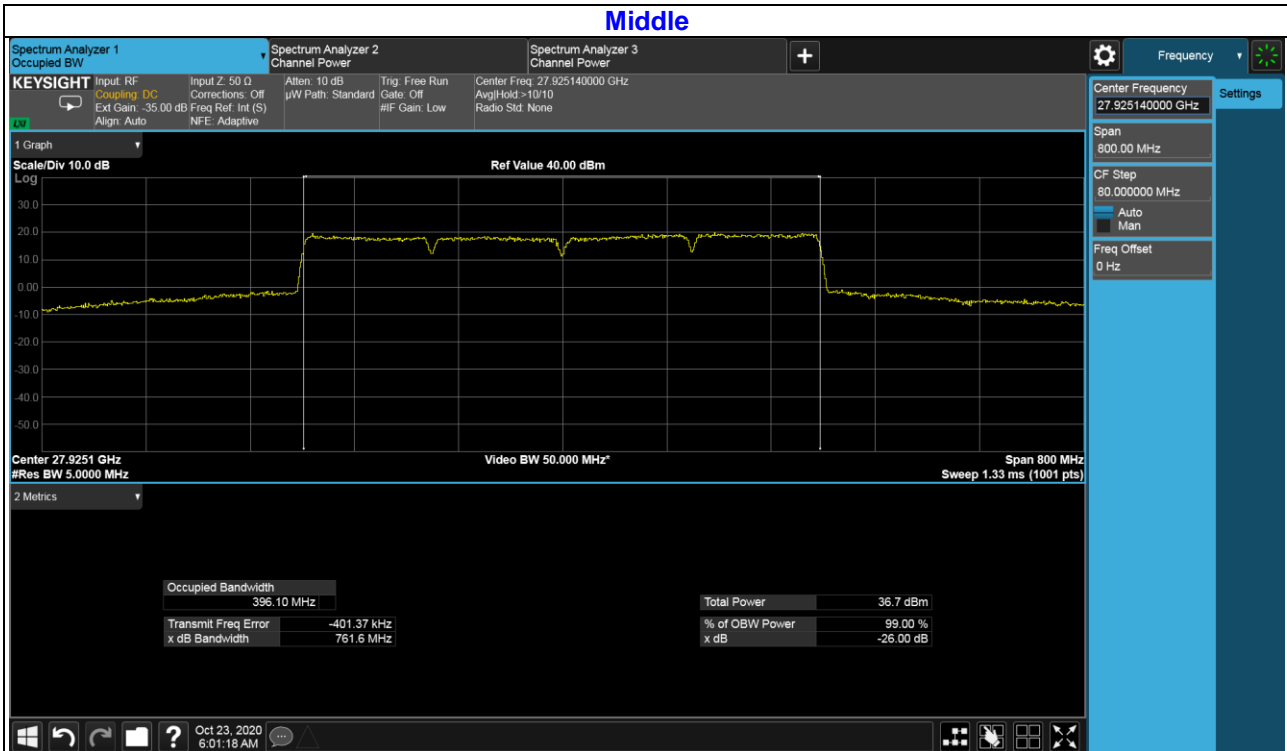 Middle
Spectrum Analyzer 1
Occupied BW
Spectrum Analyzer 2
Channel Power
Spectrum Analyzer 3
Channel Power
+
Frequency
KEYSIGHT
Input: RF
Coupling: DC
Ext Gain: -35.00 dB
Align: Auto
Input Z: 50 Ω
Corrections: Off
Freq Ref: Int (S)
NFE: Adaptive
Atten: 10 dB
µW Path: Standard
Trig: Free Run
Gate: Off
#IF Gain: Low
Center Freq: 27.925140000 GHz
Avg|Hold:>10/10
Radio Std: None
LXI
Center Frequency
27.925140000 GHz
Settings
Span
800.00 MHz
CF Step
80.000000 MHz
Auto
Man
Freq Offset
0 Hz
1 Graph
Scale/Div 10.0 dB
Ref Value 40.00 dBm
Log
30.0
20.0
10.0
0.00
-10.0
-20.0
-30.0
-40.0
-50.0
Center 27.9251 GHz
Video BW 50.000 MHz*
Span 800 MHz
#Res BW 5.0000 MHz
Sweep 1.33 ms (1001 pts)
2 Metrics
Occupied Bandwidth
396.10 MHz
Total Power 36.7 dBm
Transmit Freq Error -401.37 kHz
% of OBW Power 99.00 %
x dB Bandwidth 761.6 MHz
x dB -26.00 dB
?
Oct 23, 2020
6:01:18 AM